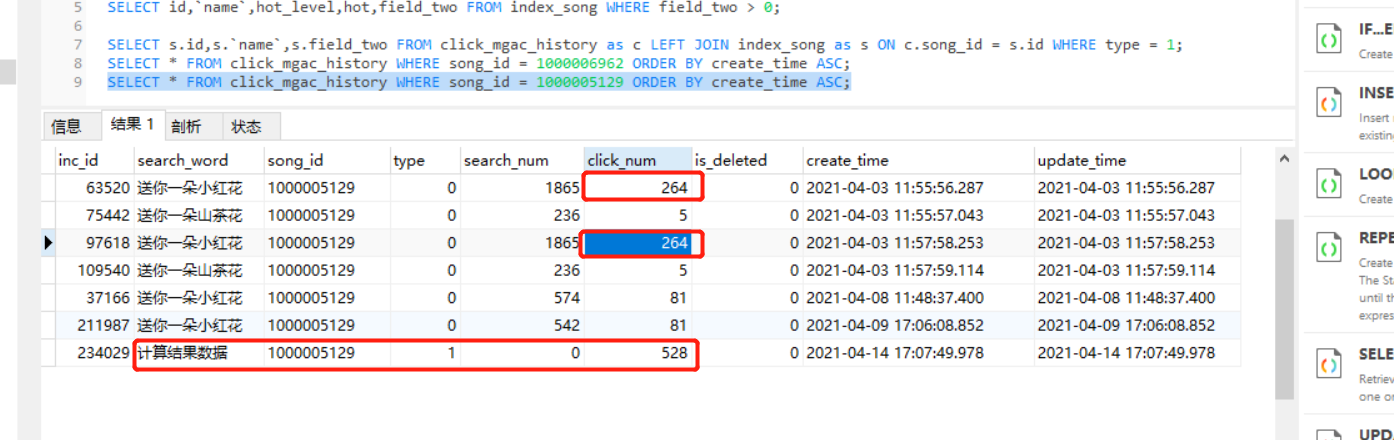 5 SELECT id,`name`,hot_level,hot,field_two FROM index_song WHERE field_two > 0;
6
7 SELECT s.id,s.`name`,s.field_two FROM click_mgac_history as c LEFT JOIN index_song as s ON c.song_id = s.id WHERE type = 1;
8 SELECT * FROM click_mgac_history WHERE song_id = 1000006962 ORDER BY create_time ASC;
9 SELECT * FROM click_mgac_history WHERE song_id = 1000005129 ORDER BY create_time ASC;
信息 结果 1 剖析 状态
inc_id search_word song_id type search_num click_num is_deleted create_time update_time
63520 送你一朵小红花 1000005129 0 1865 264 0 2021-04-03 11:55:56.287 2021-04-03 11:55:56.287
75442 送你一朵山茶花 1000005129 0 236 5 0 2021-04-03 11:55:57.043 2021-04-03 11:55:57.043
97618 送你一朵小红花 1000005129 0 1865 264 0 2021-04-03 11:57:58.253 2021-04-03 11:57:58.253
109540 送你一朵山茶花 1000005129 0 236 5 0 2021-04-03 11:57:59.114 2021-04-03 11:57:59.114
37166 送你一朵小红花 1000005129 0 574 81 0 2021-04-08 11:48:37.400 2021-04-08 11:48:37.400
211987 送你一朵小红花 1000005129 0 542 81 0 2021-04-09 17:06:08.852 2021-04-09 17:06:08.852
234029 计算结果数据 1000005129 1 0 528 0 2021-04-14 17:07:49.978 2021-04-14 17:07:49.978
IF...E
Create
INSE
Insert
existin
LOO
Create
REPE
Create
The St
until th
expres
SELE
Retriev
one o
UPD